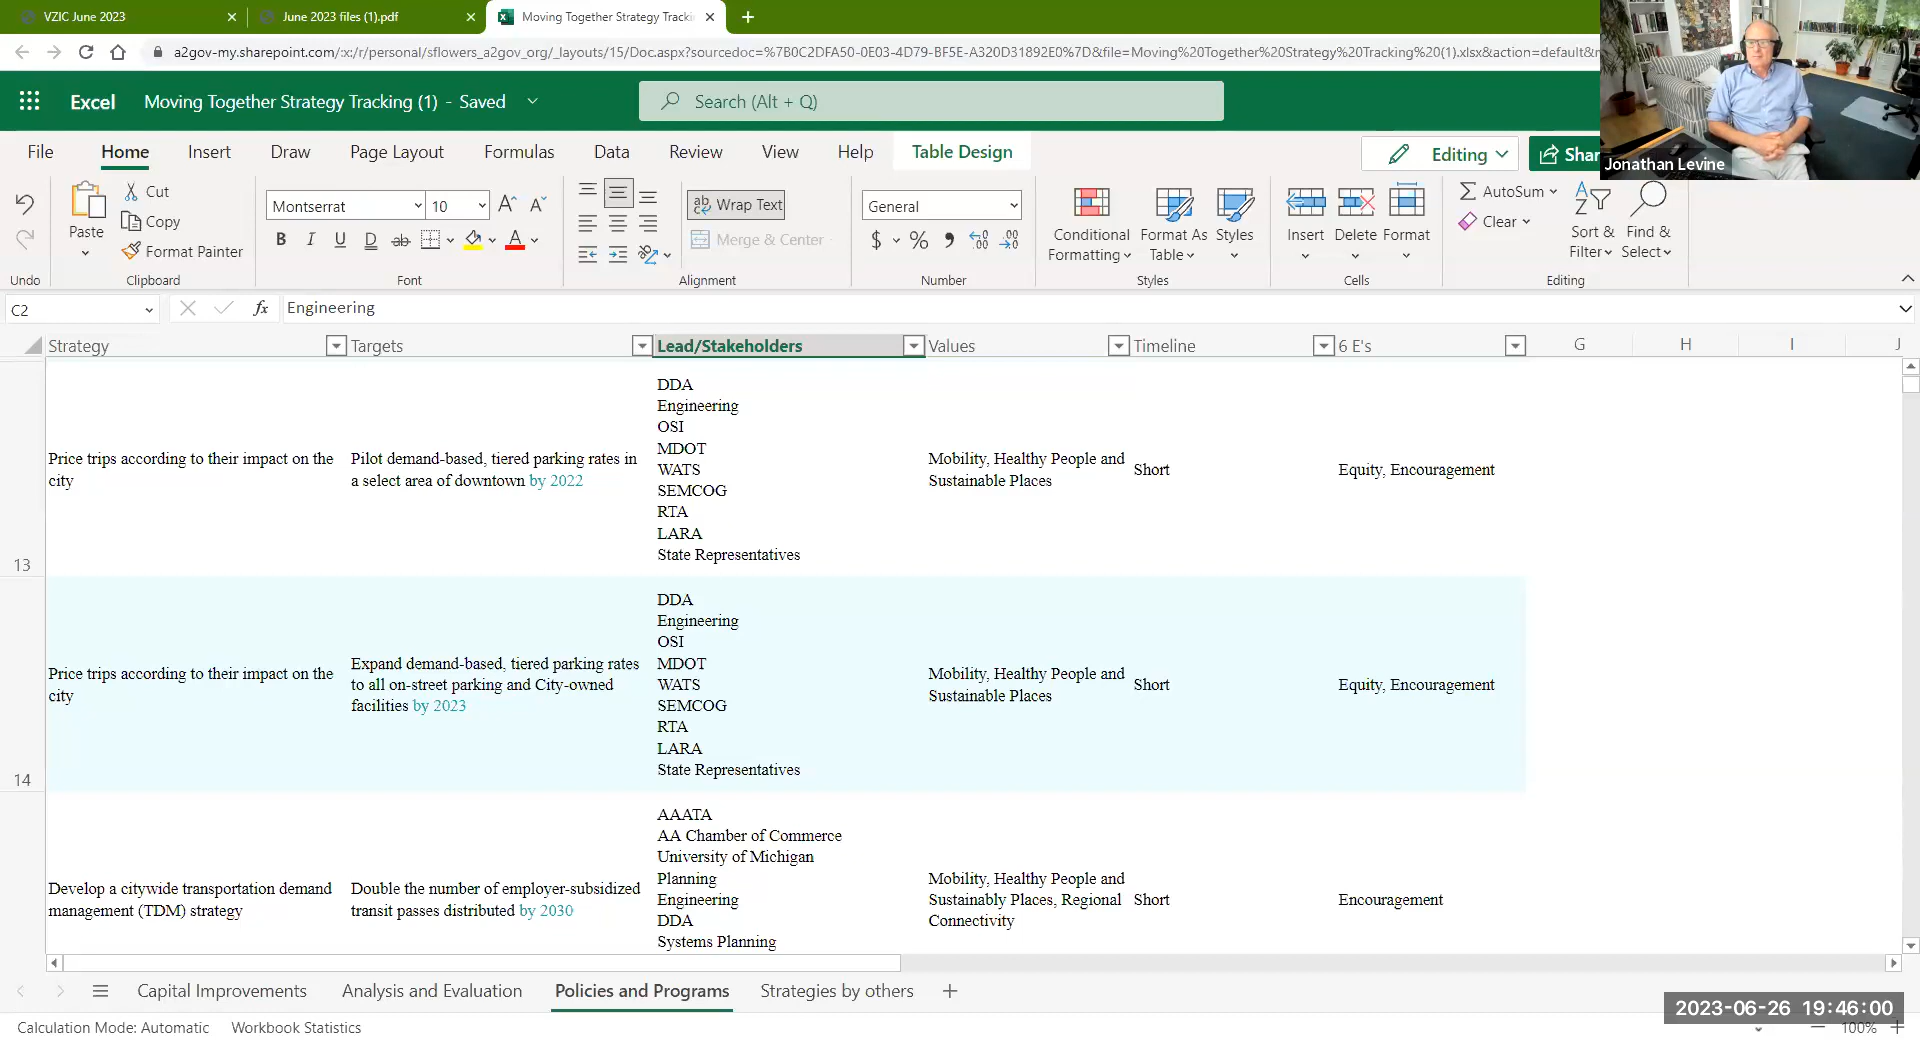 VZIC June 2023
June 2023 files (1).pdf
Moving Together Strategy Tracki
a2gov-my.sharepoint.com/:x:/r/personal/sflowers_a2gov_org/_layouts/15/Doc.aspx?sourcedoc=%7B0C2DFA50-0E03-4D79-BF5E-A320D31892E0%7D&file=Moving%20Together%20Strategy%20Tracking%20(1).xlsx&action=default&
Excel
Moving Together Strategy Tracking (1) - Saved
Search (Alt + Q)
Jonathan Levine
File
Home
Insert
Draw
Page Layout
Formulas
Data
Review
View
Help
Table Design
Editing
Shar
Paste
Cut
Copy
Format Painter
Montserrat
10
Wrap Text
Merge & Center
General
Conditional Formatting
Format As Table
Styles
Insert
Delete
Format
AutoSum
Clear
Sort & Filter
Find & Select
Undo
Clipboard
Font
Alignment
Number
Styles
Cells
Editing
C2
fx
Engineering
Strategy
Targets
Lead/Stakeholders
Values
Timeline
6 E's
G
H
I
J
13
Price trips according to their impact on the
city
Pilot demand-based, tiered parking rates in
a select area of downtown by 2022
DDA
Engineering
OSI
MDOT
WATS
SEMCOG
RTA
LARA
State Representatives
Mobility, Healthy People and
Sustainable Places
Short
Equity, Encouragement
14
Price trips according to their impact on the
city
Expand demand-based, tiered parking rates
to all on-street parking and City-owned
facilities by 2023
DDA
Engineering
OSI
MDOT
WATS
SEMCOG
RTA
LARA
State Representatives
Mobility, Healthy People and
Sustainable Places
Short
Equity, Encouragement
Develop a citywide transportation demand
management (TDM) strategy
Double the number of employer-subsidized
transit passes distributed by 2030
AAATA
AA Chamber of Commerce
University of Michigan
Planning
Engineering
DDA
Systems Planning
Mobility, Healthy People and
Sustainably Places, Regional
Connectivity
Short
Encouragement
Capital Improvements
Analysis and Evaluation
Policies and Programs
Strategies by others
Calculation Mode: Automatic
Workbook Statistics
2023-06-26 19:46:00
100%